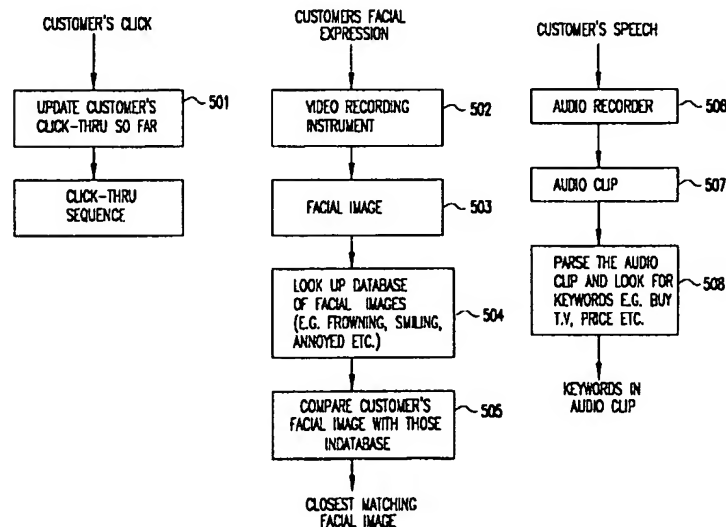 CUSTOMER'S CLICK
UPDATE CUSTOMER'S
CLICK-THRU SO FAR
501
CLICK-THRU
SEQUENCE
CUSTOMERS FACIAL
EXPRESSION
VIDEO RECORDING
INSTRUMENT
502
FACIAL IMAGE
503
LOOK UP DATABASE
OF FACIAL IMAGES
(E.G. FROWNING, SMILING,
ANNOYED ETC.)
504
COMPARE CUSTOMER'S
FACIAL IMAGE WITH THOSE
INDATABASE
505
CLOSEST MATCHING
FACIAL IMAGE
CUSTOMER'S SPEECH
AUDIO RECORDER
506
AUDIO CLIP
507
PARSE THE AUDIO
CLIP AND LOOK FOR
KEYWORDS E.G. BUY
T.V, PRICE ETC.
508
KEYWORDS IN
AUDIO CLIP